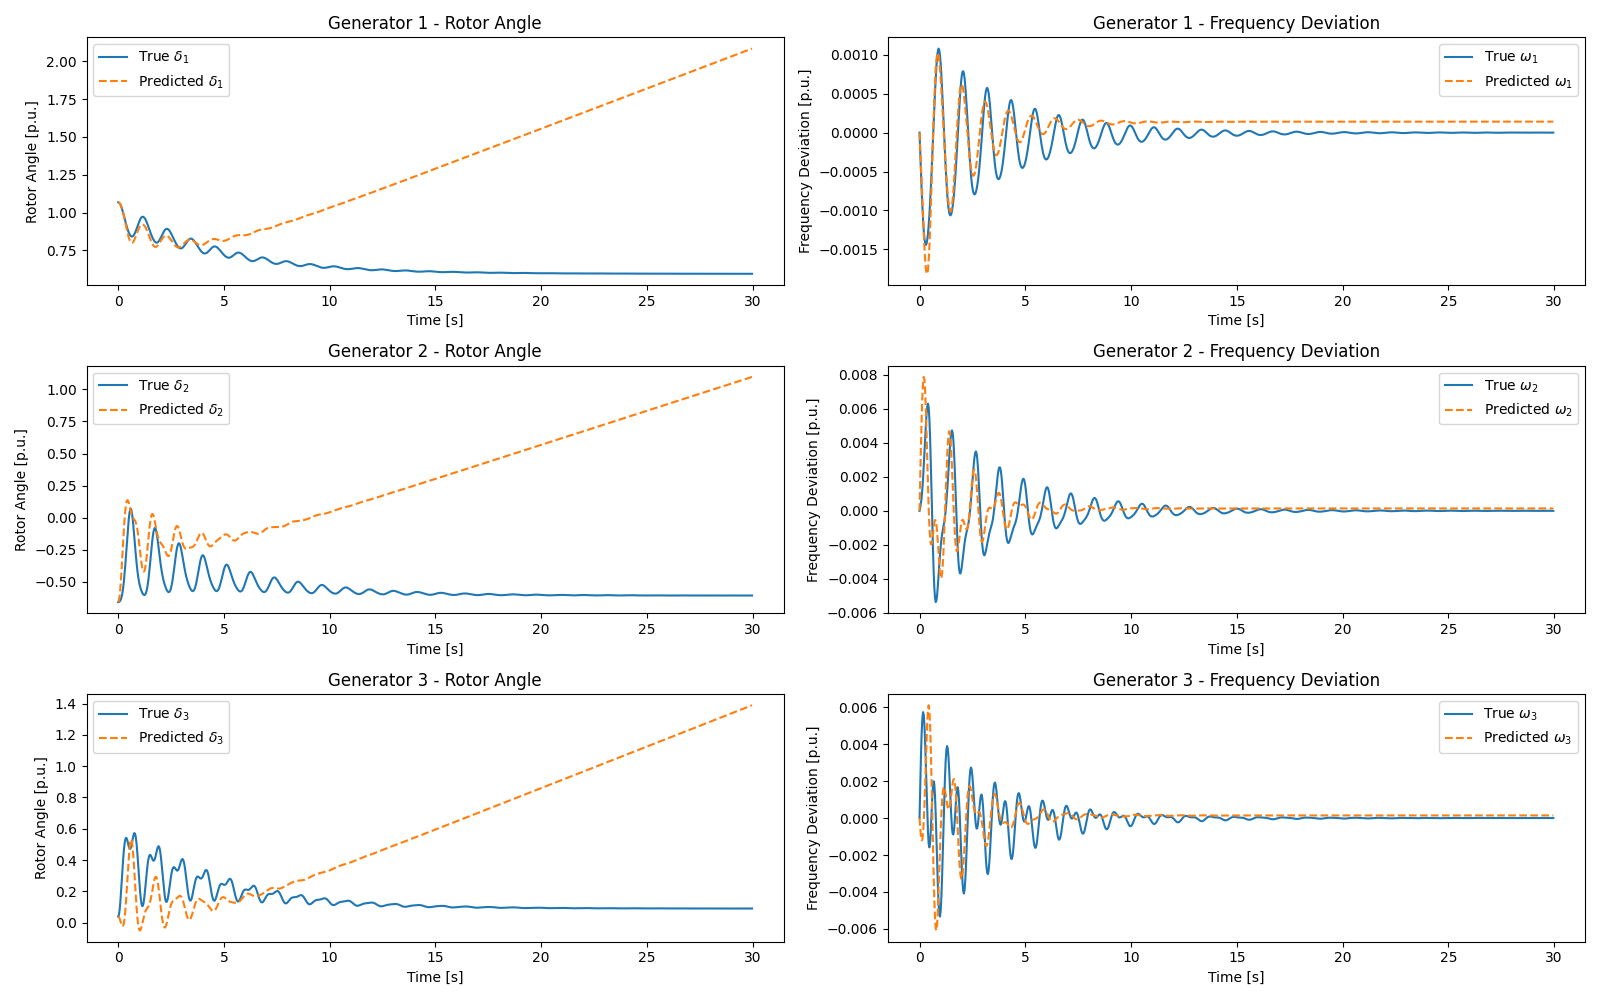 Generator 1 - Rotor Angle
True δ1
Predicted δ1
Rotor Angle [p.u.]
2.00
1.75
1.50
1.25
1.00
0.75
0 5 10 15 20 25 30
Time [s]
Generator 1 - Frequency Deviation
True ω1
Predicted ω1
Frequency Deviation [p.u.]
0.0010
0.0005
0.0000
−0.0005
−0.0010
−0.0015
0 5 10 15 20 25 30
Time [s]
Generator 2 - Rotor Angle
True δ2
Predicted δ2
Rotor Angle [p.u.]
1.00
0.75
0.50
0.25
0.00
−0.25
−0.50
0 5 10 15 20 25 30
Time [s]
Generator 2 - Frequency Deviation
True ω2
Predicted ω2
Frequency Deviation [p.u.]
0.008
0.006
0.004
0.002
0.000
−0.002
−0.004
−0.006
0 5 10 15 20 25 30
Time [s]
Generator 3 - Rotor Angle
True δ3
Predicted δ3
Rotor Angle [p.u.]
1.4
1.2
1.0
0.8
0.6
0.4
0.2
0.0
0 5 10 15 20 25 30
Time [s]
Generator 3 - Frequency Deviation
True ω3
Predicted ω3
Frequency Deviation [p.u.]
0.006
0.004
0.002
0.000
−0.002
−0.004
−0.006
0 5 10 15 20 25 30
Time [s]